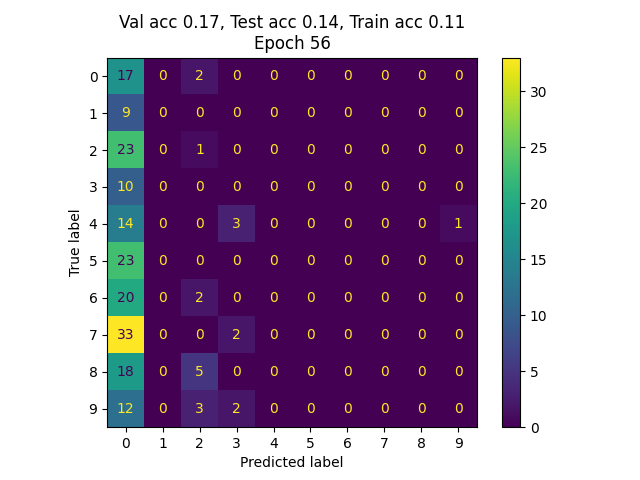 Val acc 0.17, Test acc 0.14, Train acc 0.11
Epoch 56
0 17 0 2 0 0 0 0 0 0 0
1 9 0 0 0 0 0 0 0 0 0
2 23 0 1 0 0 0 0 0 0 0
3 10 0 0 0 0 0 0 0 0 0
4 14 0 0 3 0 0 0 0 0 1
5 23 0 0 0 0 0 0 0 0 0
6 20 0 2 0 0 0 0 0 0 0
7 33 0 0 2 0 0 0 0 0 0
8 18 0 5 0 0 0 0 0 0 0
9 12 0 3 2 0 0 0 0 0 0
0 1 2 3 4 5 6 7 8 9
Predicted label
True label
30
25
20
15
10
5
0